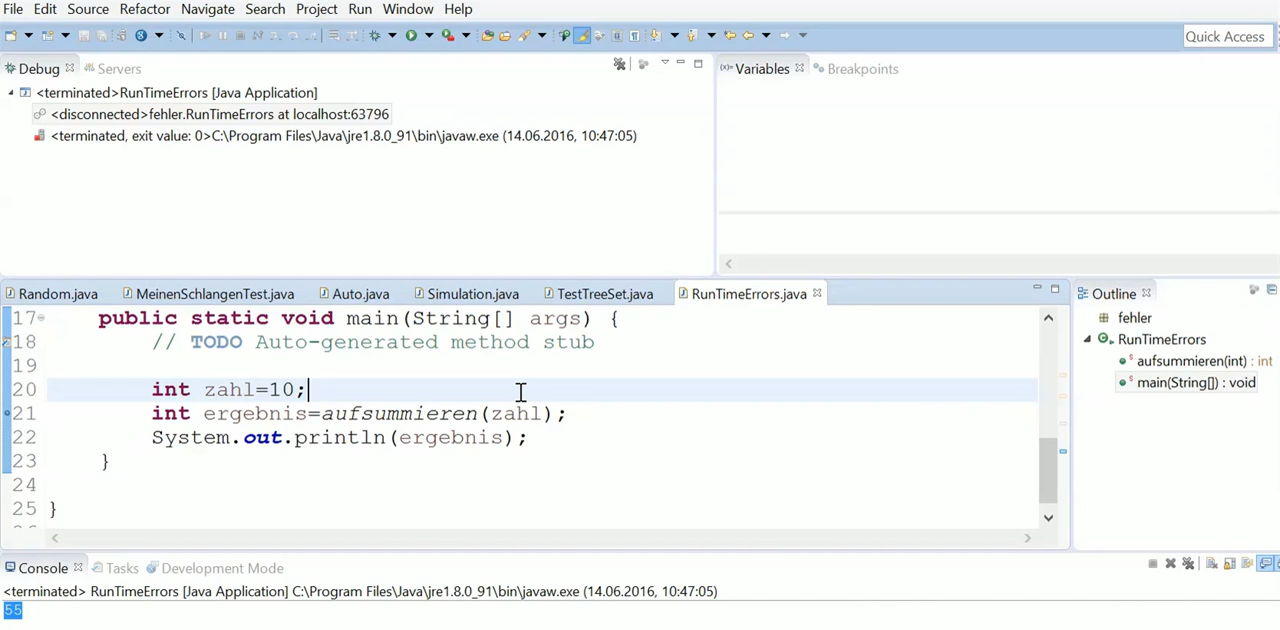 File Edit Source Refactor Navigate Search Project Run Window Help
Quick Access
Debug Servers
<terminated>RunTimeErrors [Java Application]
<disconnected>fehler.RunTimeErrors at localhost:63796
<terminated, exit value: 0>C:\Program Files\Java\jre1.8.0_91\bin\javaw.exe (14.06.2016, 10:47:05)
(x)= Variables Breakpoints
Random.java MeinenSchlangenTest.java Auto.java Simulation.java TestTreeSet.java RunTimeErrors.java
17 public static void main(String[] args) {
18 // TODO Auto-generated method stub
19
20 int zahl=10;
21 int ergebnis=aufsummieren(zahl);
22 System.out.println(ergebnis);
23 }
24
25 }
Outline
fehler
RunTimeErrors
aufsummieren(int) : int
main(String[]) : void
Console Tasks Development Mode
<terminated> RunTimeErrors [Java Application] C:\Program Files\Java\jre1.8.0_91\bin\javaw.exe (14.06.2016, 10:47:05)
55